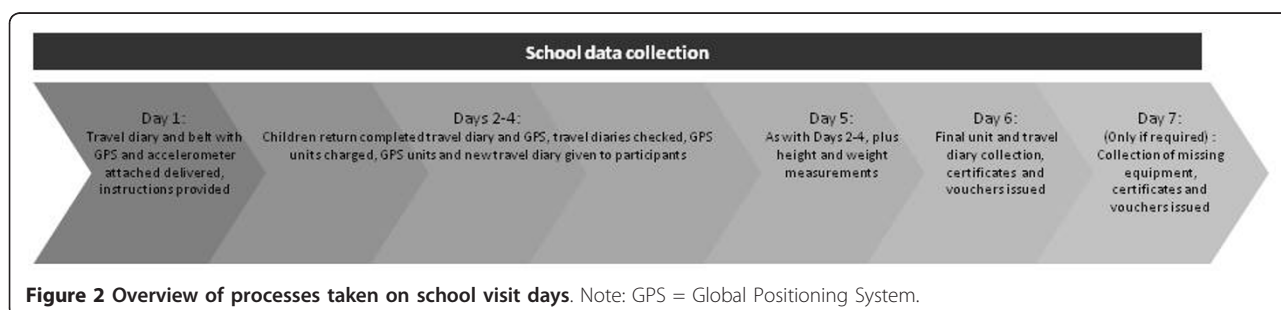 School data collection
Day 1:
Travel diary and belt with
GPS and accelerometer
attached delivered,
instructions provided
Days 2-4:
Children return completed travel diary and GPS, travel diaries checked, GPS
units charged, GPS units and new travel diary given to participants
Day 5:
As with Days 2-4, plus
height and weight
measurements
Day 6:
Final unit and travel
diary collection,
certificates and
vouchers issued
Day 7:
(Only if required) :
Collection of missing
equipment,
certificates and
vouchers issued
Figure 2 Overview of processes taken on school visit days. Note: GPS = Global Positioning System.